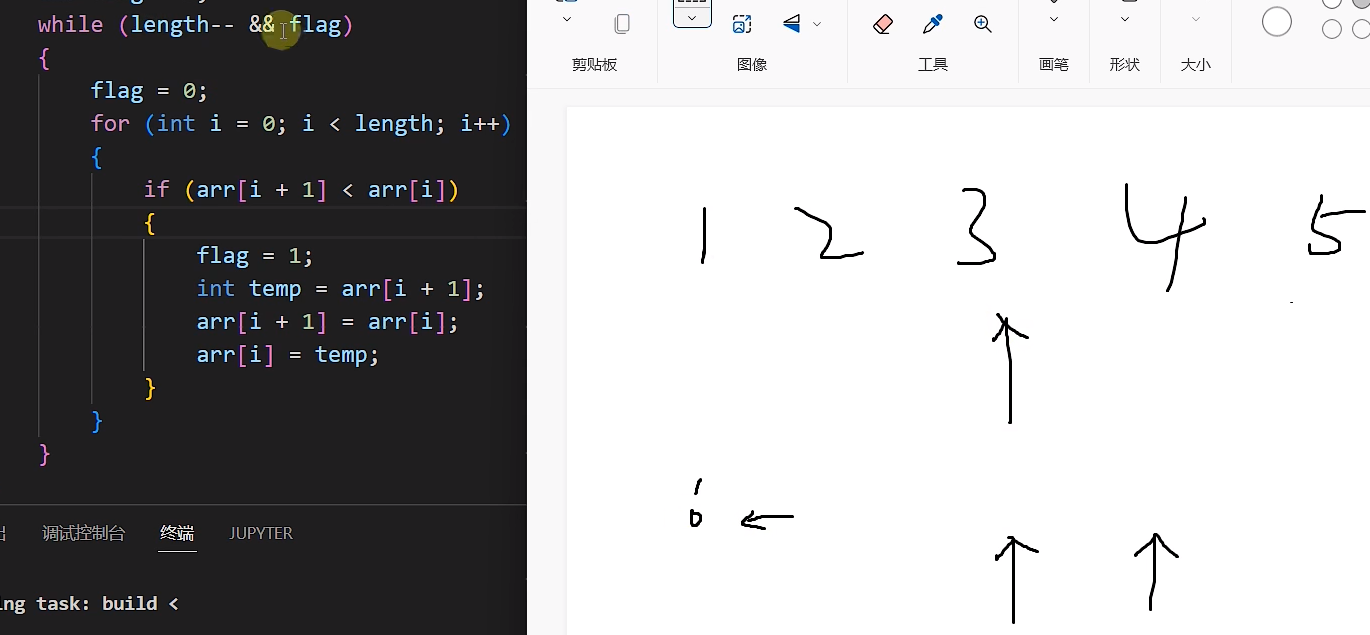 while (length-- && flag)
{
flag = 0;
for (int i = 0; i < length; i++)
{
if (arr[i + 1] < arr[i])
{
flag = 1;
int temp = arr[i + 1];
arr[i + 1] = arr[i];
arr[i] = temp;
}
}
}
调试控制台 终端 JUPYTER
ing task: build <
剪贴板 图像 工具 画笔 形状 大小
1 2 3 4 5
1
0